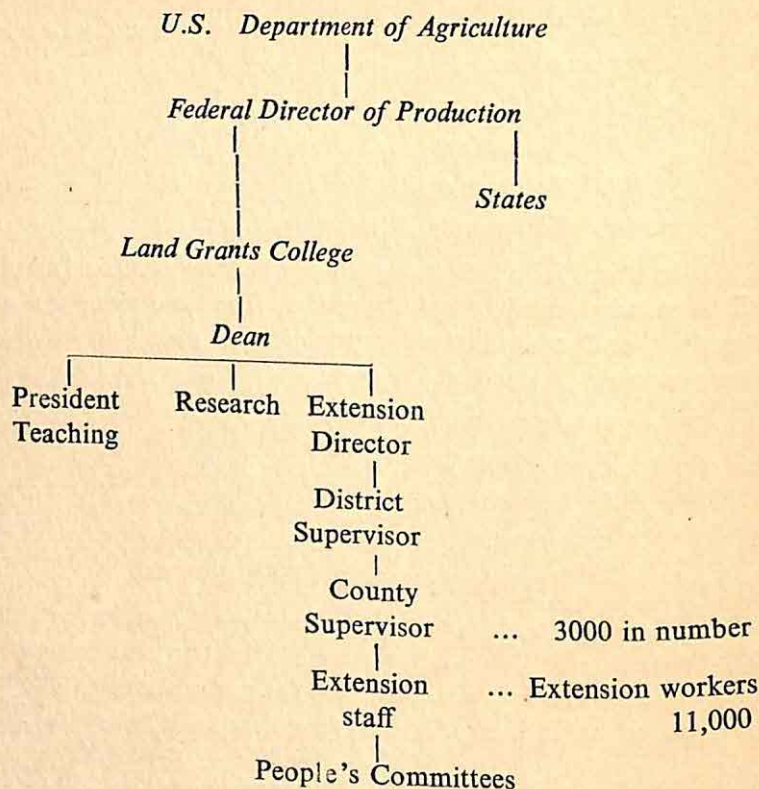 U.S. Department of Agriculture
Federal Director of Production
States
Land Grants College
Dean
President Research Extension
Teaching Director
District
Supervisor
County
Supervisor ... 3000 in number
Extension ... Extension workers
staff 11,000
People's Committees